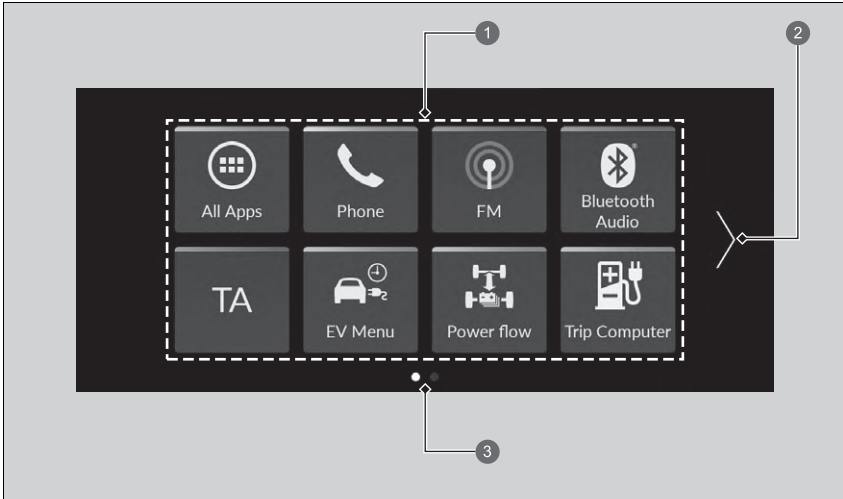 1
2
All Apps
Phone
FM
Bluetooth
Audio
TA
EV Menu
Power flow
Trip Computer
3